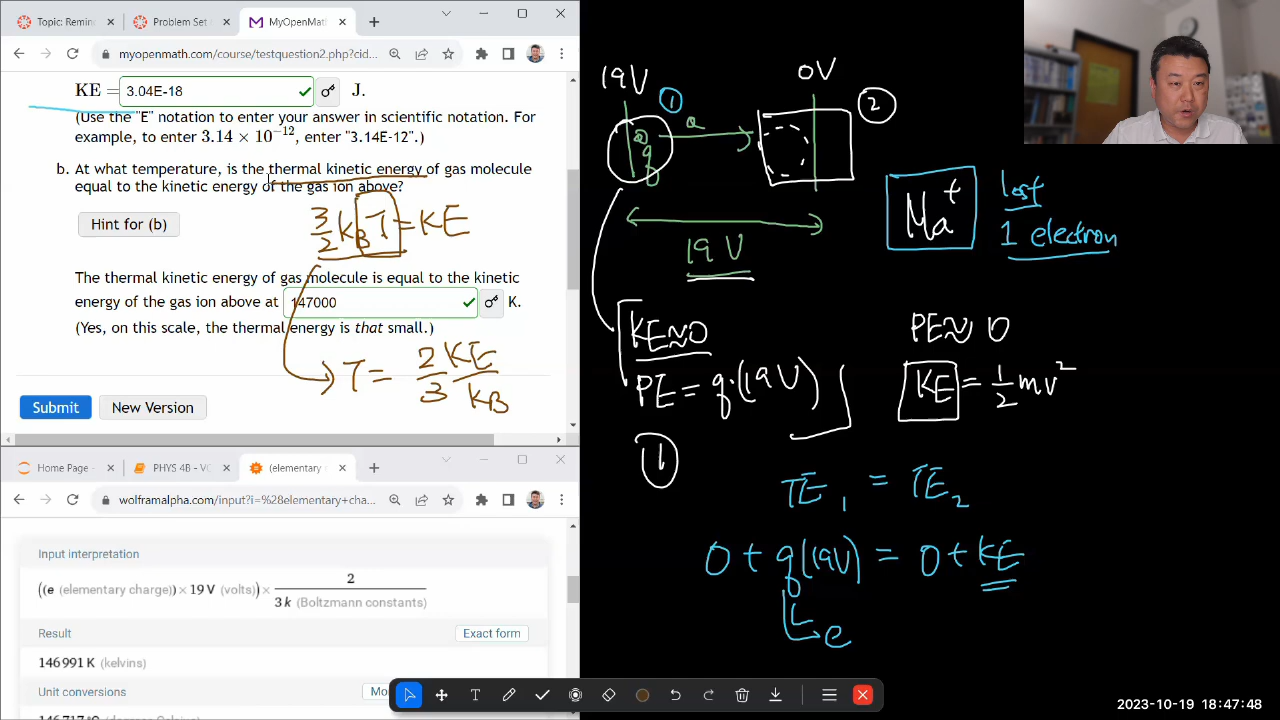 Topic: Remind
Problem Set
MyOpenMath
myopenmath.com/course/testquestion2.php?cid...
KE = 3.04E-18 J.
(Use the "E" notation to enter your answer in scientific notation. For
example, to enter 3.14 × 10^−12, enter "3.14E-12".)
b. At what temperature, is the thermal kinetic energy of gas molecule
equal to the kinetic energy of the gas ion above?
Hint for (b)
3/2 k_B T = KE
The thermal kinetic energy of gas molecule is equal to the kinetic
energy of the gas ion above at 147000 K.
(Yes, on this scale, the thermal energy is that small.)
T = 2/3 KE/k_B
Submit
New Version
Home Page -
PHYS 4B - VC
(elementary
wolframalpha.com/input?i=%28elementary+cha...
Input interpretation
((e (elementary charge)) × 19 V (volts)) × 2/(3 k (Boltzmann constants))
Result
Exact form
146991 K (kelvins)
Unit conversions
19V
0V
1
2
q
19 V
Ma+
lost
1 electron
KE≈0
PE≈0
PE = q·(19V)
KE = 1/2 mv²
TE₁ = TE₂
0 + q(19V) = 0 + KE
e
T
2023-10-19 18:47:48